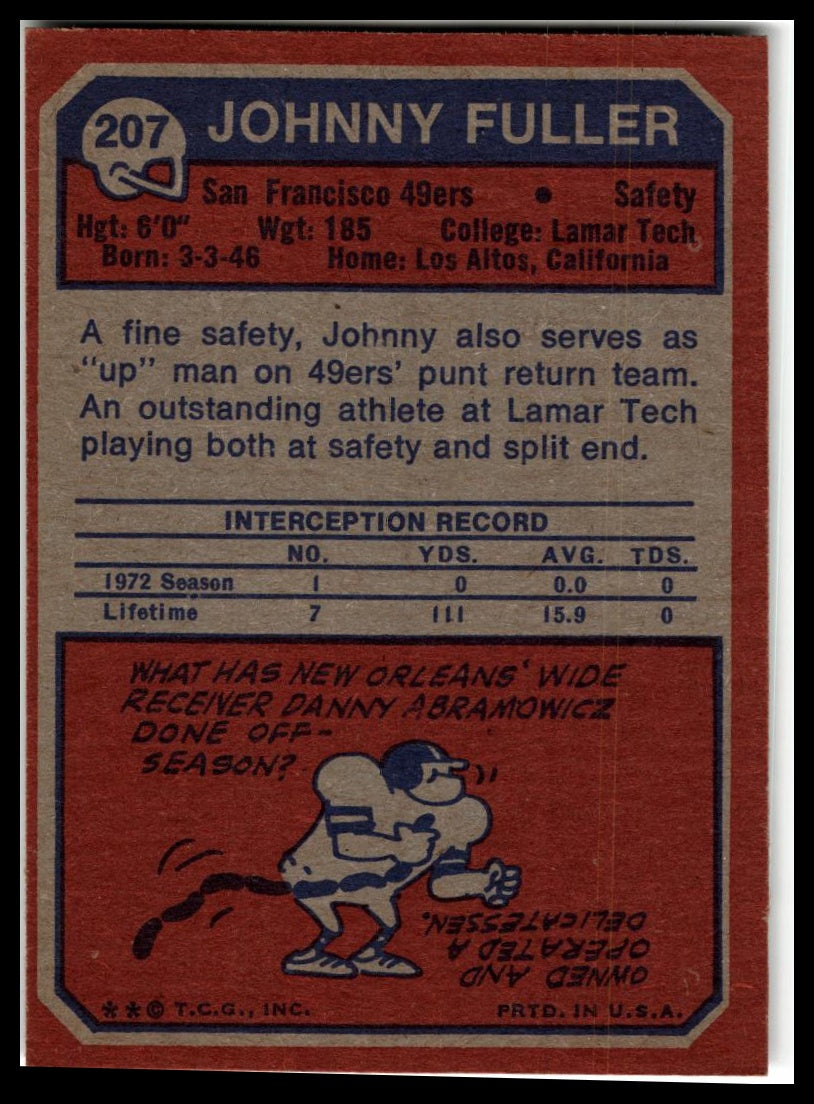 207 JOHNNY FULLER
San Francisco 49ers • Safety
Hgt: 6'0" Wgt: 185 College: Lamar Tech
Born: 3-3-46 Home: Los Altos, California
A fine safety, Johnny also serves as
"up" man on 49ers' punt return team.
An outstanding athlete at Lamar Tech
playing both at safety and split end.
INTERCEPTION RECORD
NO. YDS. AVG. TDS.
1972 Season 1 0 0.0 0
Lifetime 7 111 15.9 0
WHAT HAS NEW ORLEANS' WIDE
RECEIVER DANNY ABRAMOWICZ
DONE OFF-
SEASON?
OWNED AND
OPERATED A
DELICATESSEN.
**© T.C.G., INC. PRTD. IN U.S.A.